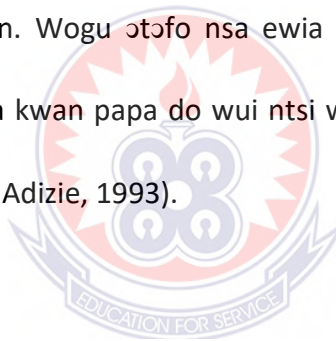 n. Wogu ɔtɔfo nsa ewia
kwan papa do wui ntsi w
Adizie, 1993).
EDUCATION FOR SERVICE